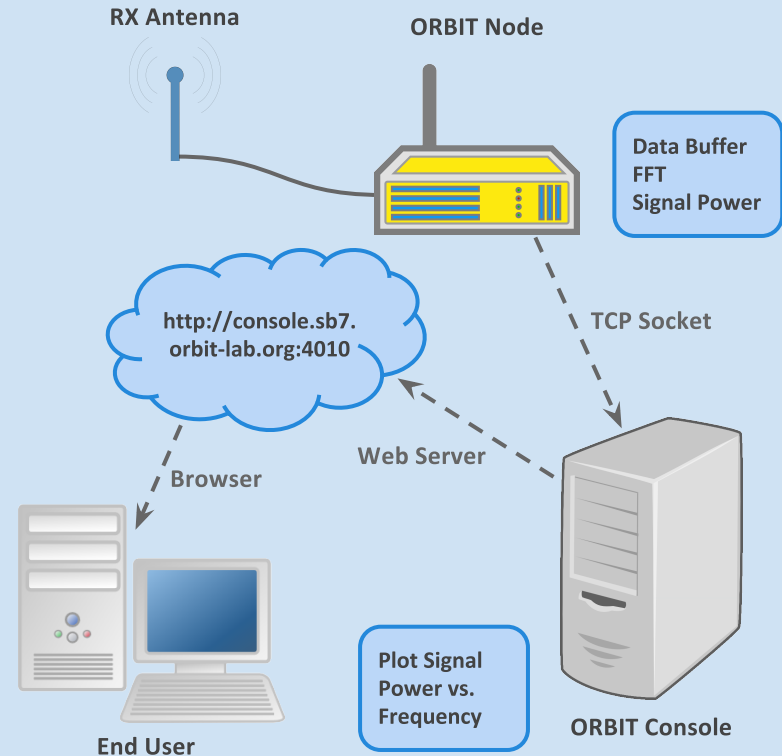 RX Antenna
ORBIT Node
Data Buffer
FFT
Signal Power
http://console.sb7.
orbit-lab.org:4010
TCP Socket
Web Server
Browser
Plot Signal
Power vs.
Frequency
ORBIT Console
End User